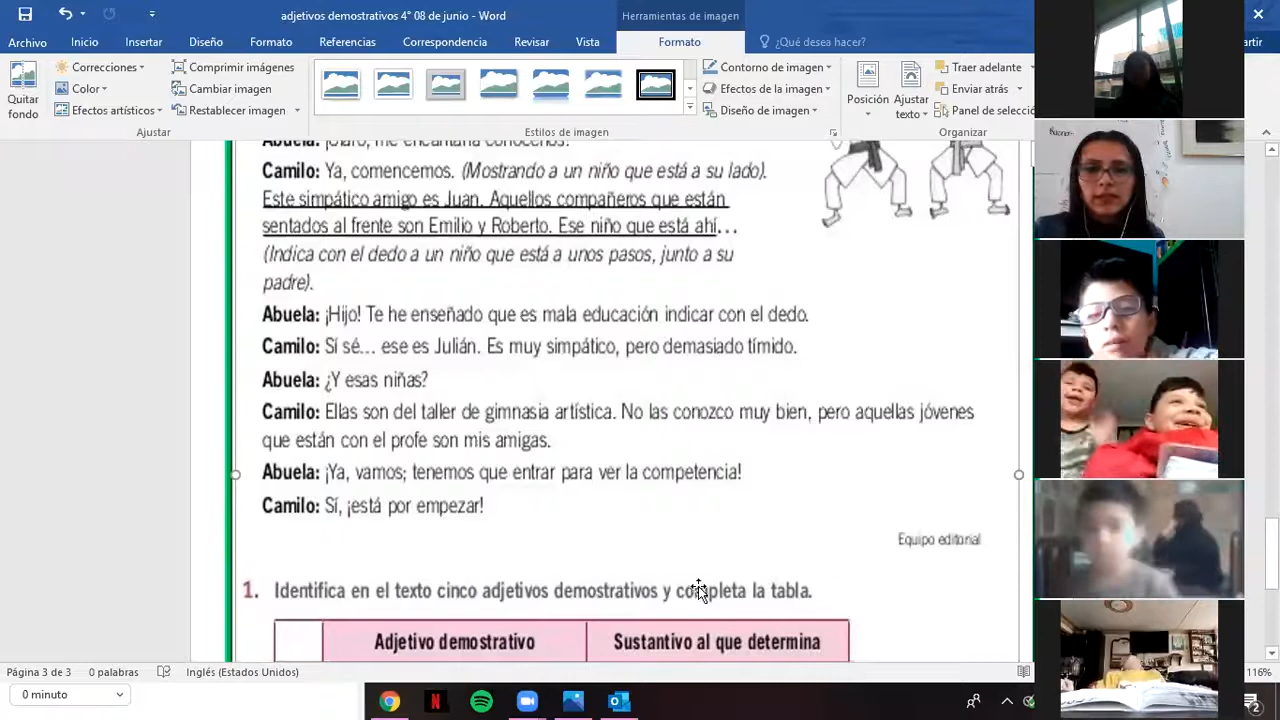 adjetivos demostrativos 4° 08 de junio - Word
Herramientas de imagen
Archivo Inicio Insertar Diseño Formato Referencias Correspondencia Revisar Vista Formato ¿Qué desea hacer? artir
Quitar fondo
Correcciones
Color
Efectos artísticos
Comprimir imágenes
Cambiar imagen
Restablecer imagen
Contorno de imagen
Efectos de la imagen
Diseño de imagen
Posición
Ajustar texto
Traer adelante
Enviar atrás
Panel de selecció
Ajustar
Estilos de imagen
Organizar
Abuela: ¡Claro, me encantaría conocerlos!
Camilo: Ya, comencemos. (Mostrando a un niño que está a su lado).
Este simpático amigo es Juan. Aquellos compañeros que están
sentados al frente son Emilio y Roberto. Ese niño que está ahí...
(Indica con el dedo a un niño que está a unos pasos, junto a su
padre).
Abuela: ¡Hijo! Te he enseñado que es mala educación indicar con el dedo.
Camilo: Sí sé... ese es Julián. Es muy simpático, pero demasiado tímido.
Abuela: ¿Y esas niñas?
Camilo: Ellas son del taller de gimnasia artística. No las conozco muy bien, pero aquellas jóvenes
que están con el profe son mis amigas.
Abuela: ¡Ya, vamos; tenemos que entrar para ver la competencia!
Camilo: Sí, ¡está por empezar!
Equipo editorial
1. Identifica en el texto cinco adjetivos demostrativos y completa la tabla.
Adjetivo demostrativo Sustantivo al que determina
Página 3 de 3 0 palabras Inglés (Estados Unidos) 116%
0 minuto
2